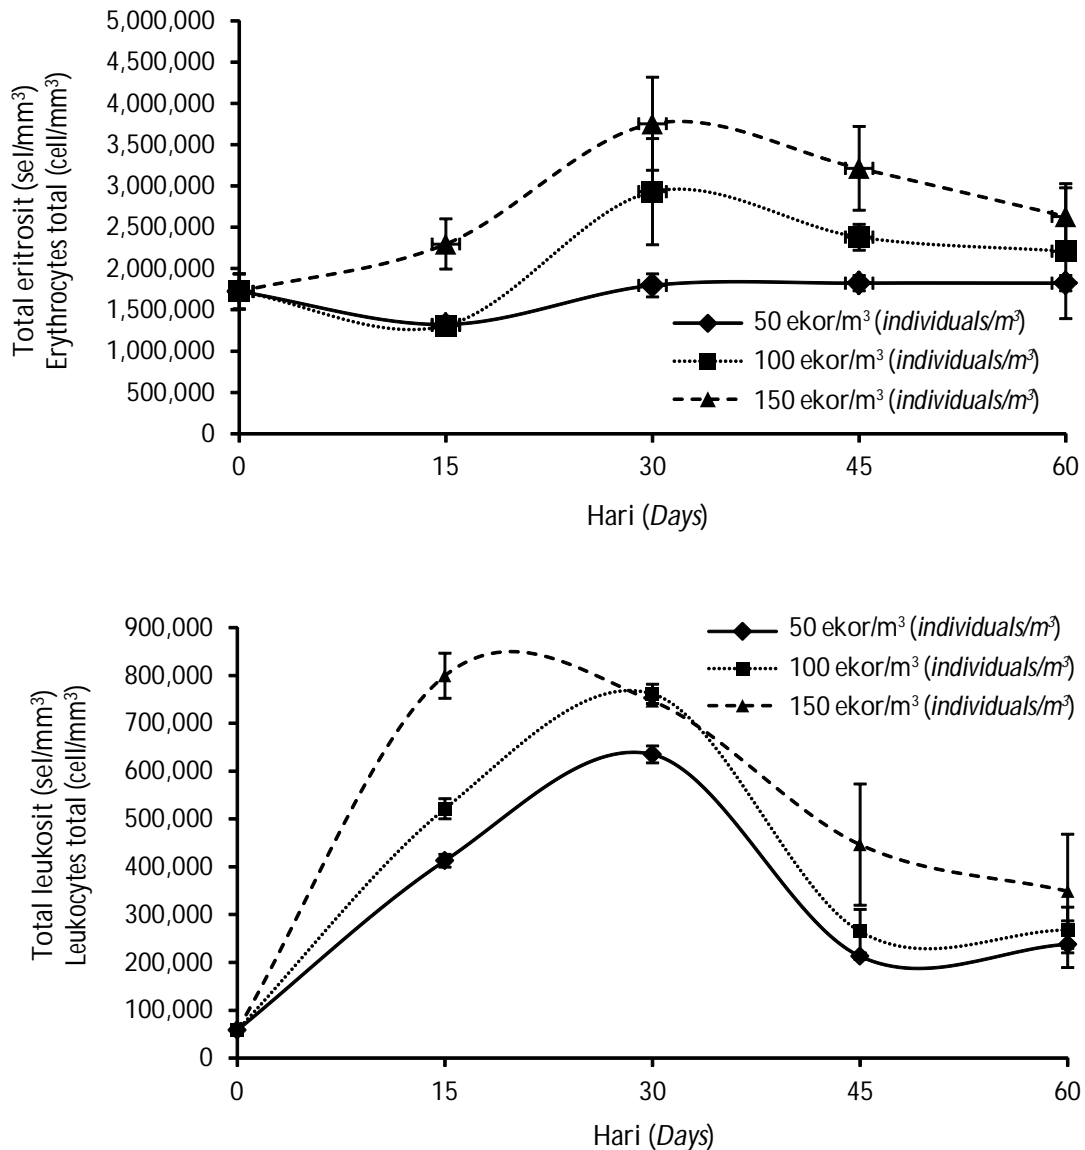 Total eritrosit (sel/mm³)
Erythrocytes total (cell/mm³)
5,000,000
4,500,000
4,000,000
3,500,000
3,000,000
2,500,000
2,000,000
1,500,000
1,000,000
500,000
0
50 ekor/m³ (individuals/m³)
100 ekor/m³ (individuals/m³)
150 ekor/m³ (individuals/m³)
0 15 30 45 60
Hari (Days)
Total leukosit (sel/mm³)
Leukocytes total (cell/mm³)
900,000
800,000
700,000
600,000
500,000
400,000
300,000
200,000
100,000
0
50 ekor/m³ (individuals/m³)
100 ekor/m³ (individuals/m³)
150 ekor/m³ (individuals/m³)
0 15 30 45 60
Hari (Days)